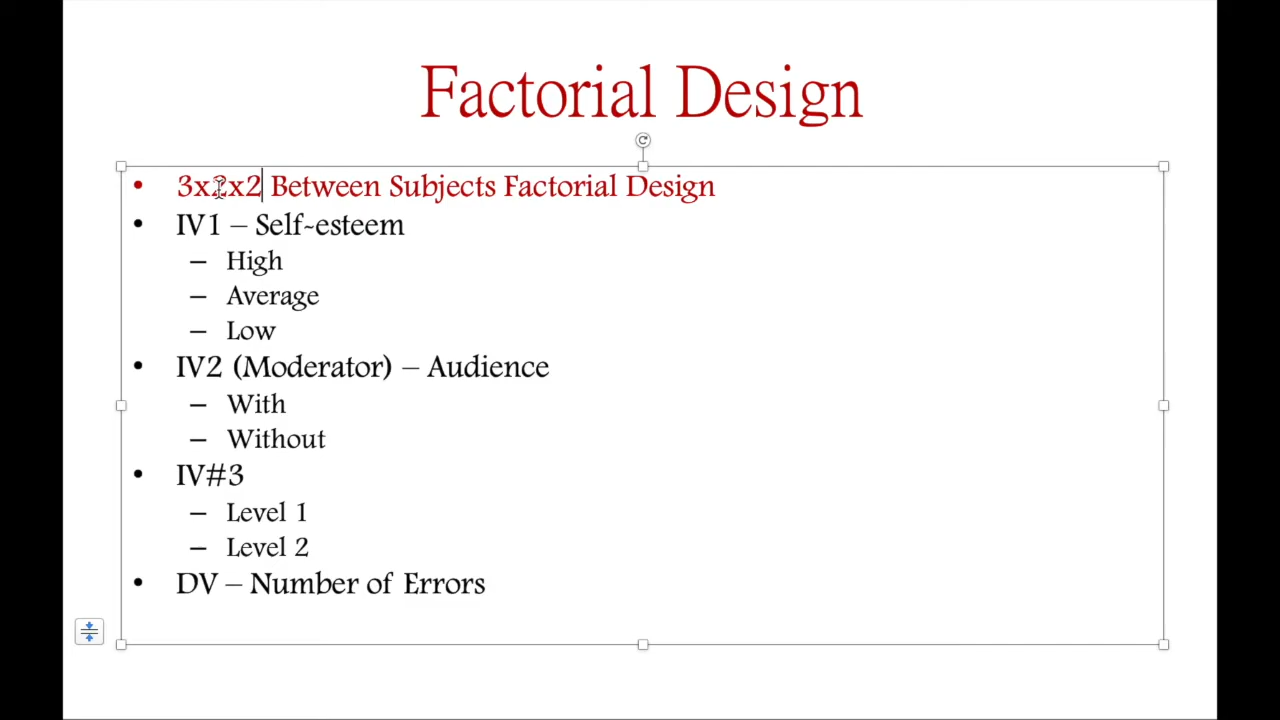 Factorial Design
• 3x2x2 Between Subjects Factorial Design
• IV1 – Self-esteem
– High
– Average
– Low
• IV2 (Moderator) – Audience
– With
– Without
• IV#3
– Level 1
– Level 2
• DV – Number of Errors